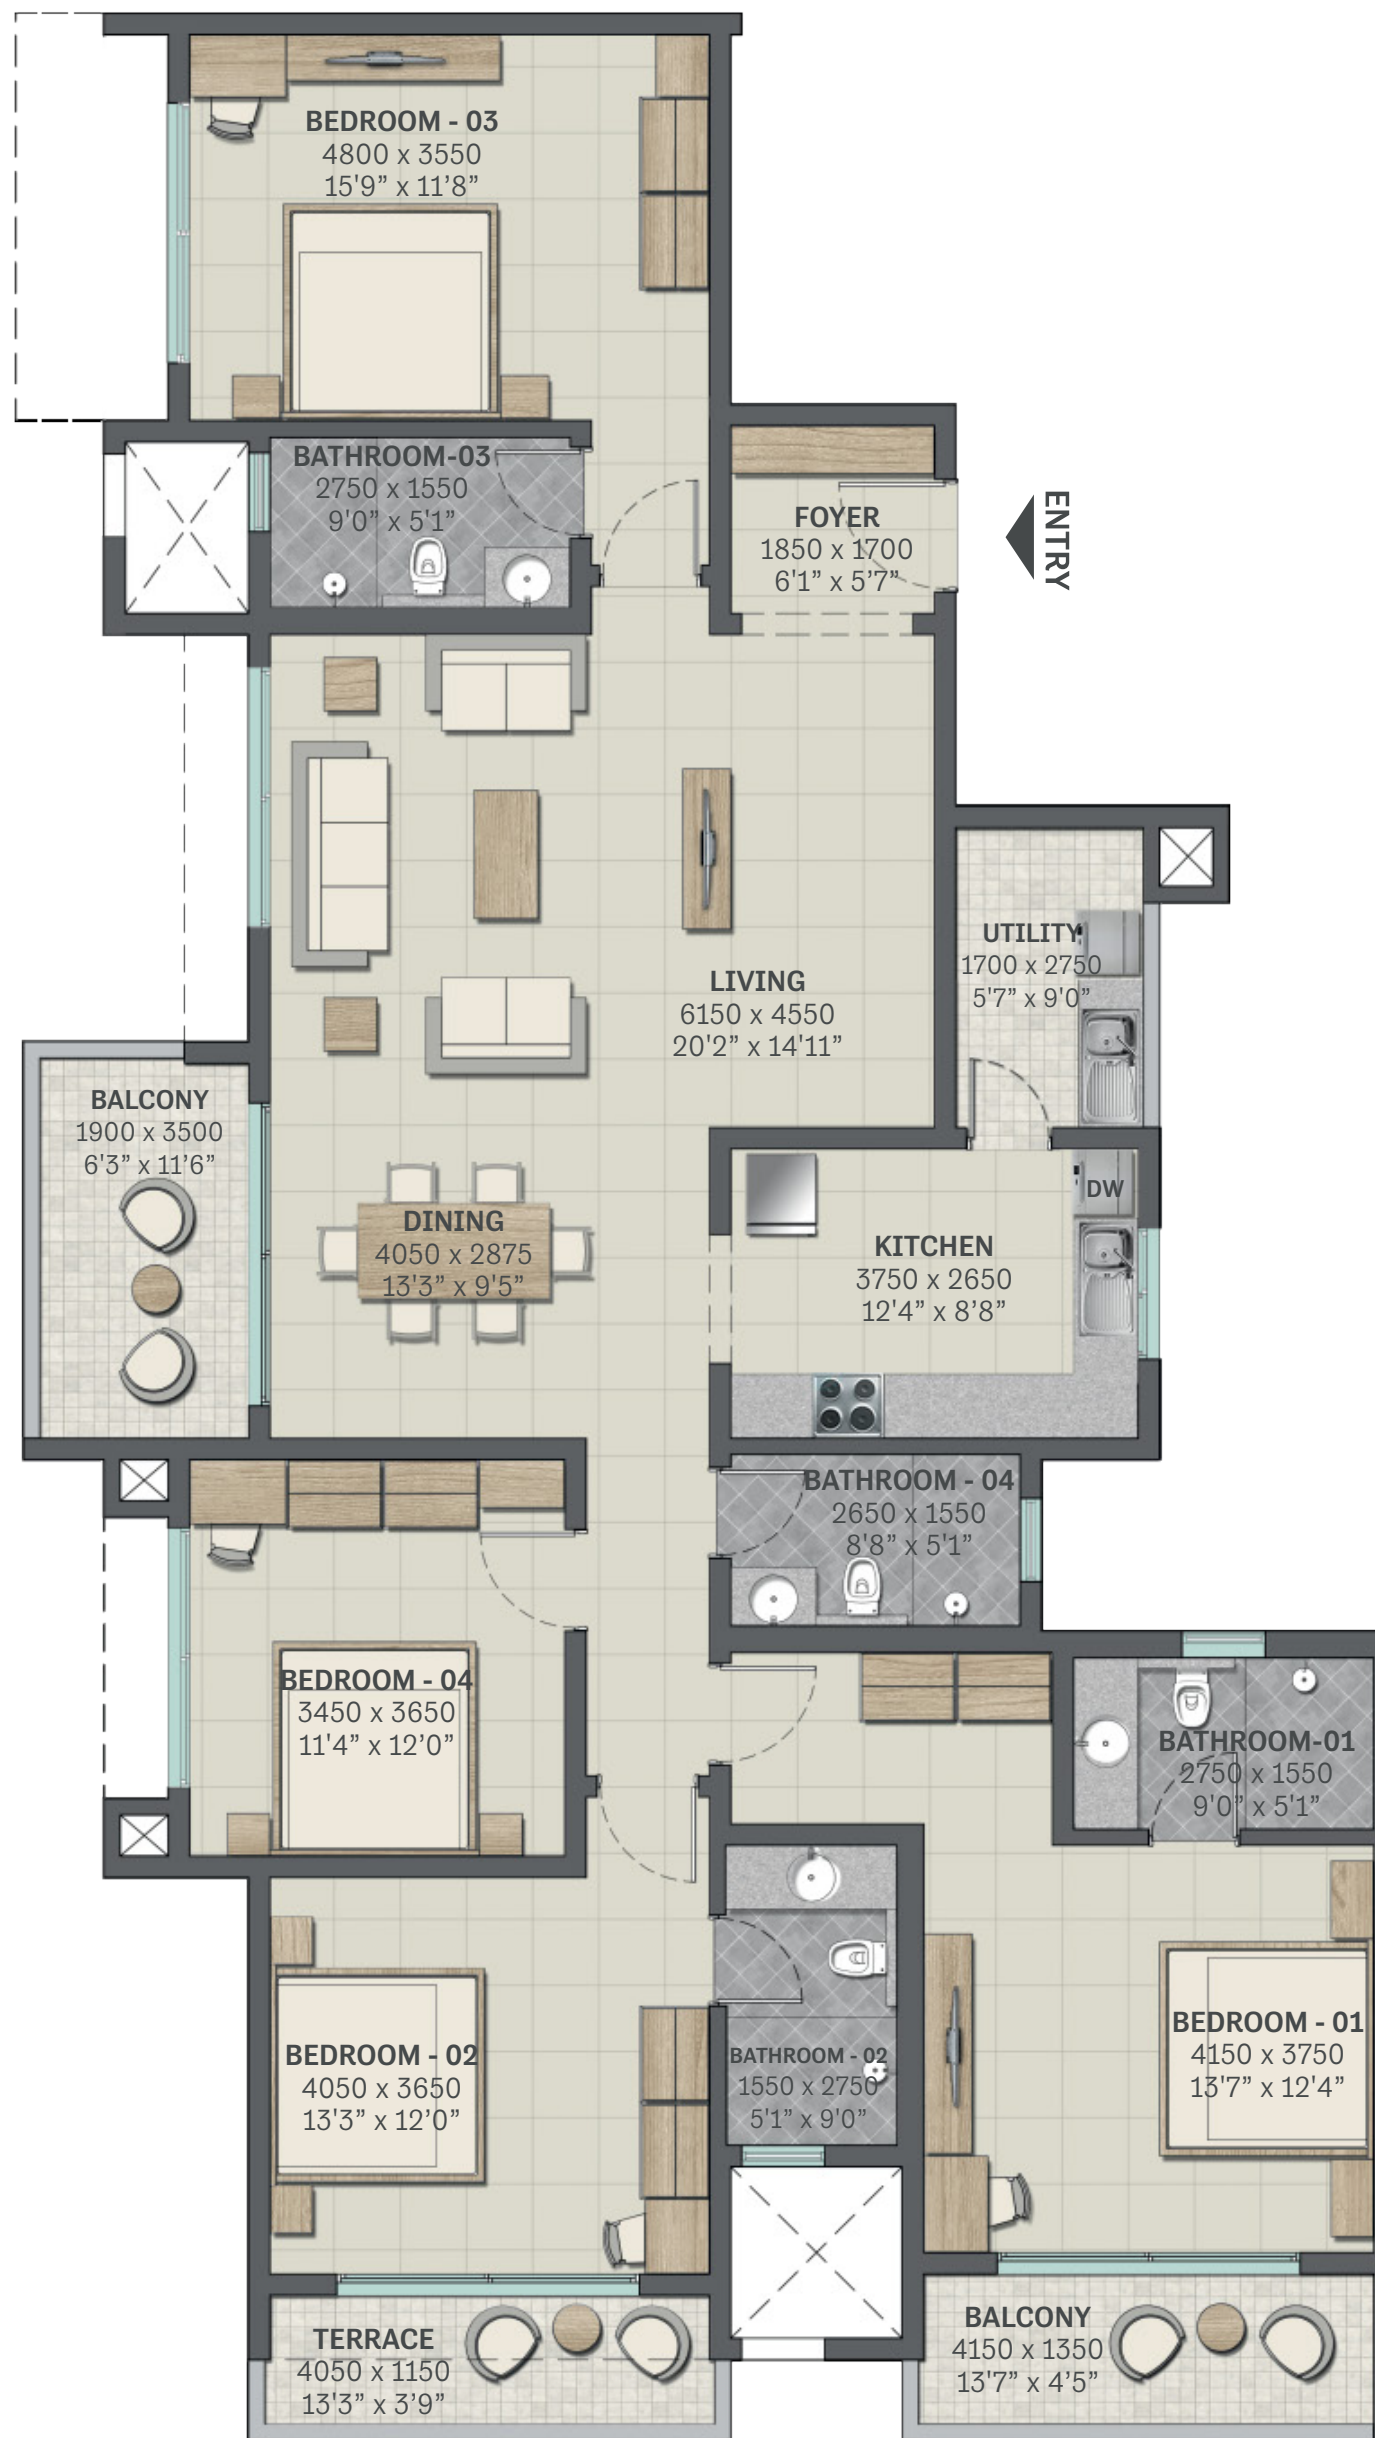 BEDROOM - 03
4800 x 3550
15'9” x 11'8”
BATHROOM-03
2750 x 1550
9'0” x 5'1”
FOYER
1850 x 1700
6'1” x 5'7”
ENTRY
UTILITY
1700 x 2750
5'7” x 9'0”
LIVING
6150 x 4550
20'2” x 14'11”
BALCONY
1900 x 3500
6'3” x 11'6”
DINING
4050 x 2875
13'3” x 9'5”
DW
KITCHEN
3750 x 2650
12'4” x 8'8”
BATHROOM - 04
2650 x 1550
8'8” x 5'1”
BEDROOM - 04
3450 x 3650
11'4” x 12'0”
BATHROOM-01
2750 x 1550
9'0” x 5'1”
BEDROOM - 02
4050 x 3650
13'3” x 12'0”
BATHROOM - 02
1550 x 2750
5'1” x 9'0”
BEDROOM - 01
4150 x 3750
13'7” x 12'4”
TERRACE
4050 x 1150
13'3” x 3'9”
BALCONY
4150 x 1350
13'7” x 4'5”